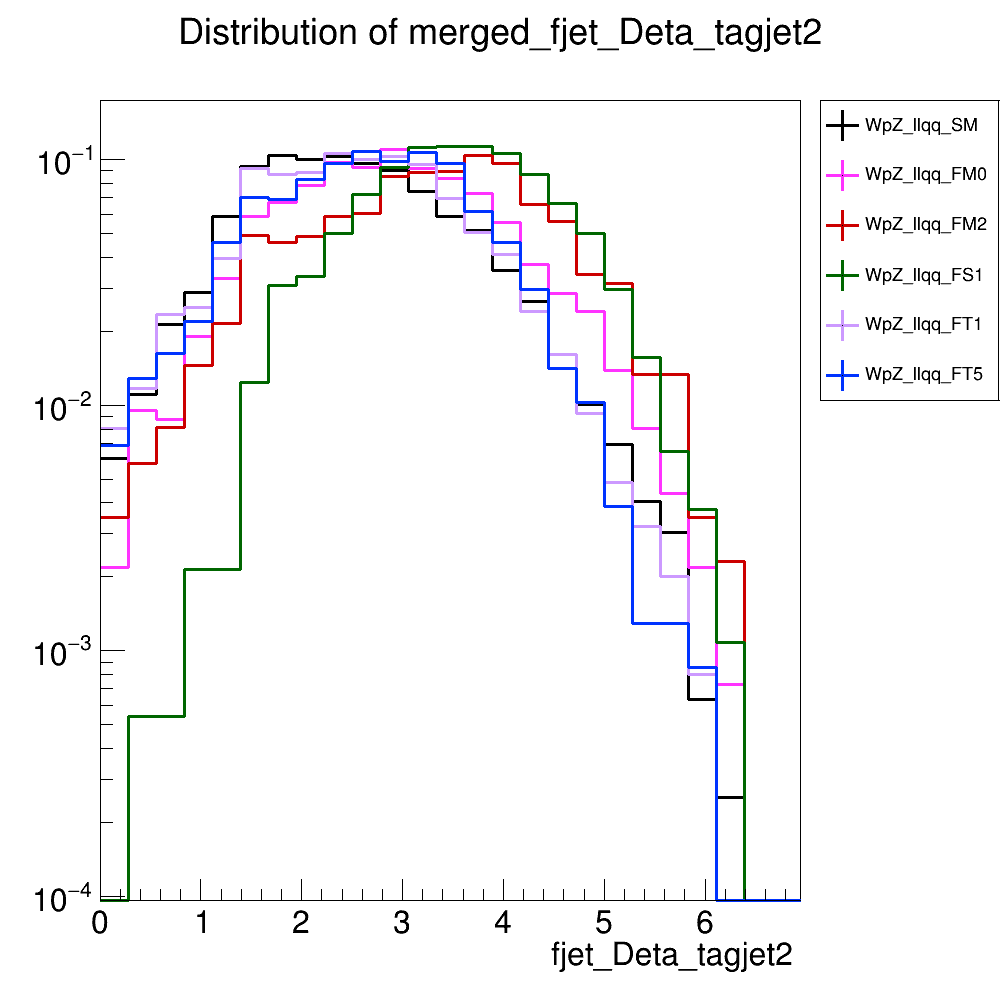 Distribution of merged_fjet_Deta_tagjet2
WpZ_llqq_SM
WpZ_llqq_FM0
WpZ_llqq_FM2
WpZ_llqq_FS1
WpZ_llqq_FT1
WpZ_llqq_FT5
10⁻¹
10⁻²
10⁻³
10⁻⁴
0 1 2 3 4 5 6
fjet_Deta_tagjet2